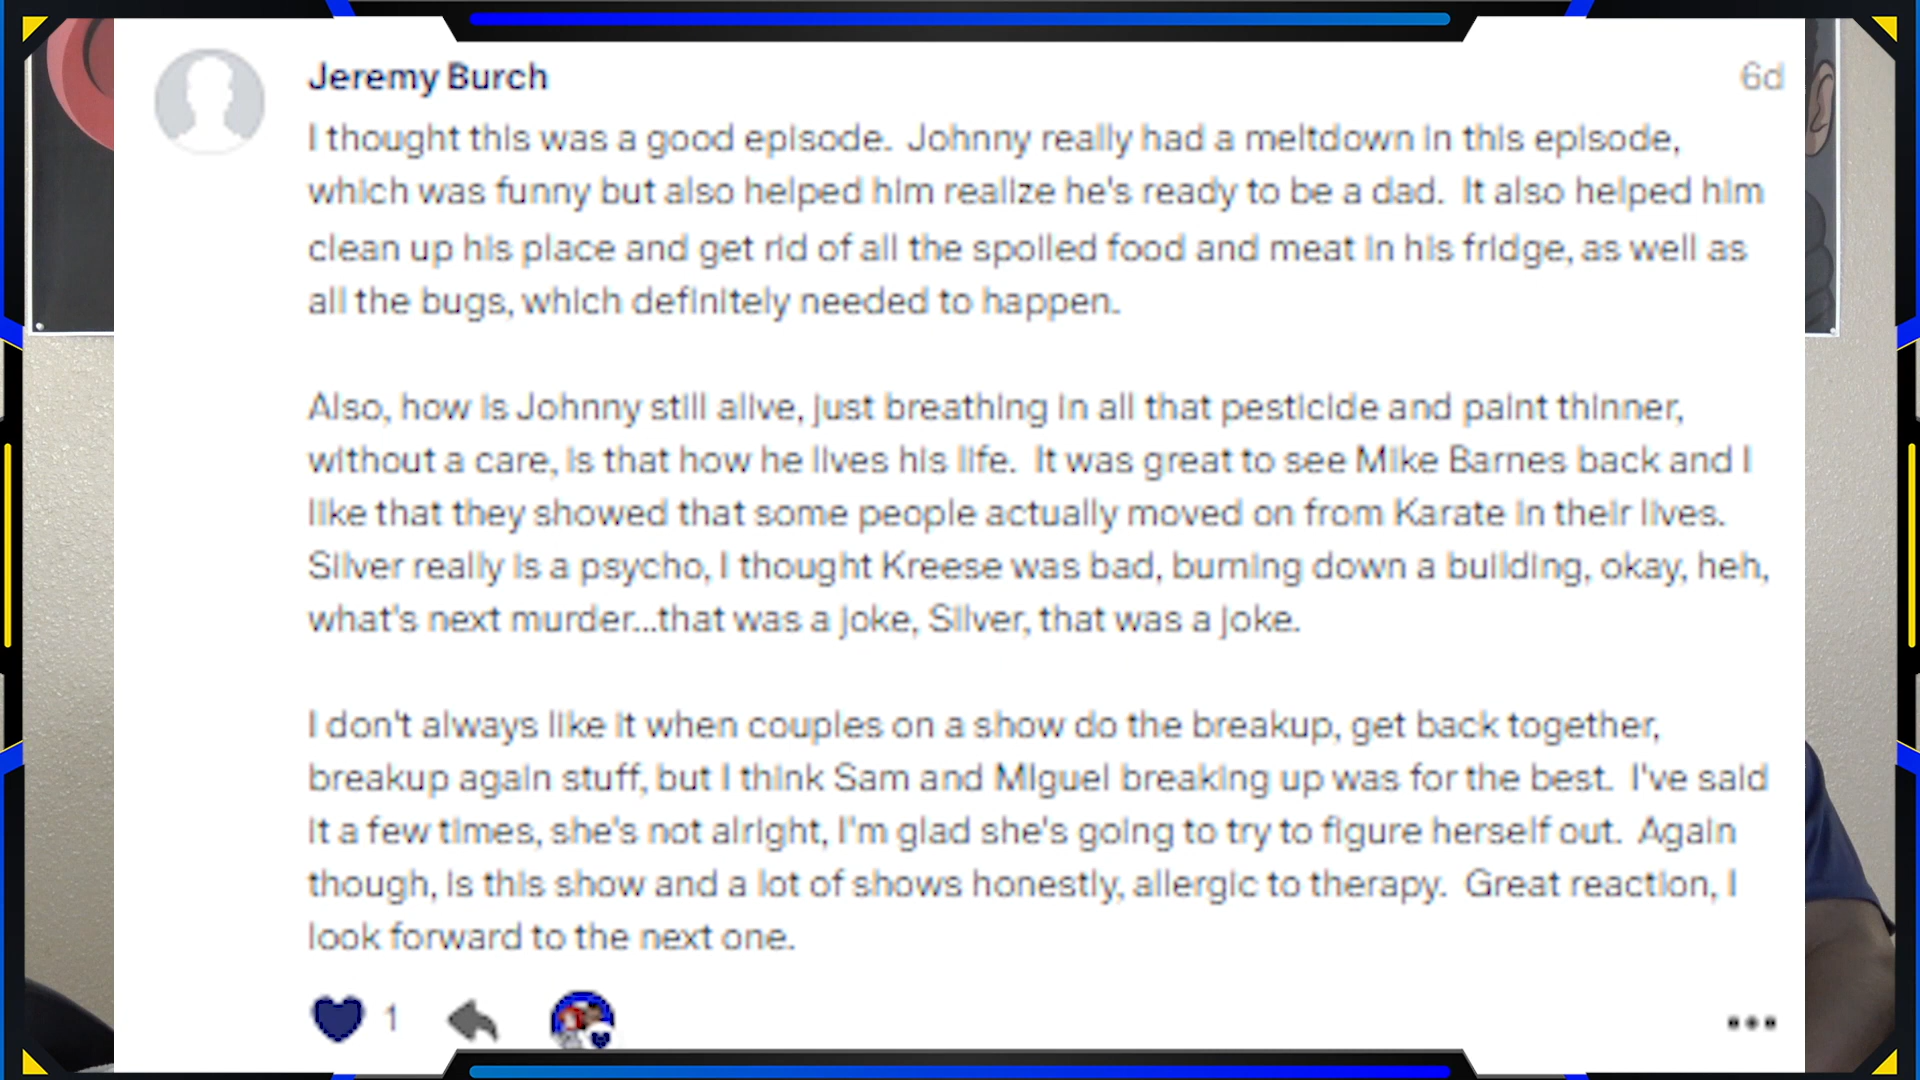 Jeremy Burch
6d
I thought this was a good episode. Johnny really had a meltdown in this episode,
which was funny but also helped him realize he's ready to be a dad. It also helped him
clean up his place and get rid of all the spoiled food and meat in his fridge, as well as
all the bugs, which definitely needed to happen.
Also, how is Johnny still alive, just breathing in all that pesticide and paint thinner,
without a care, is that how he lives his life. It was great to see Mike Barnes back and I
like that they showed that some people actually moved on from Karate in their lives.
Silver really is a psycho, I thought Kreese was bad, burning down a building, okay, heh,
what's next murder...that was a joke, Silver, that was a joke.
I don't always like it when couples on a show do the breakup, get back together,
breakup again stuff, but I think Sam and Miguel breaking up was for the best. I've said
it a few times, she's not alright, I'm glad she's going to try to figure herself out. Again
though, is this show and a lot of shows honestly, allergic to therapy. Great reaction, I
look forward to the next one.
1